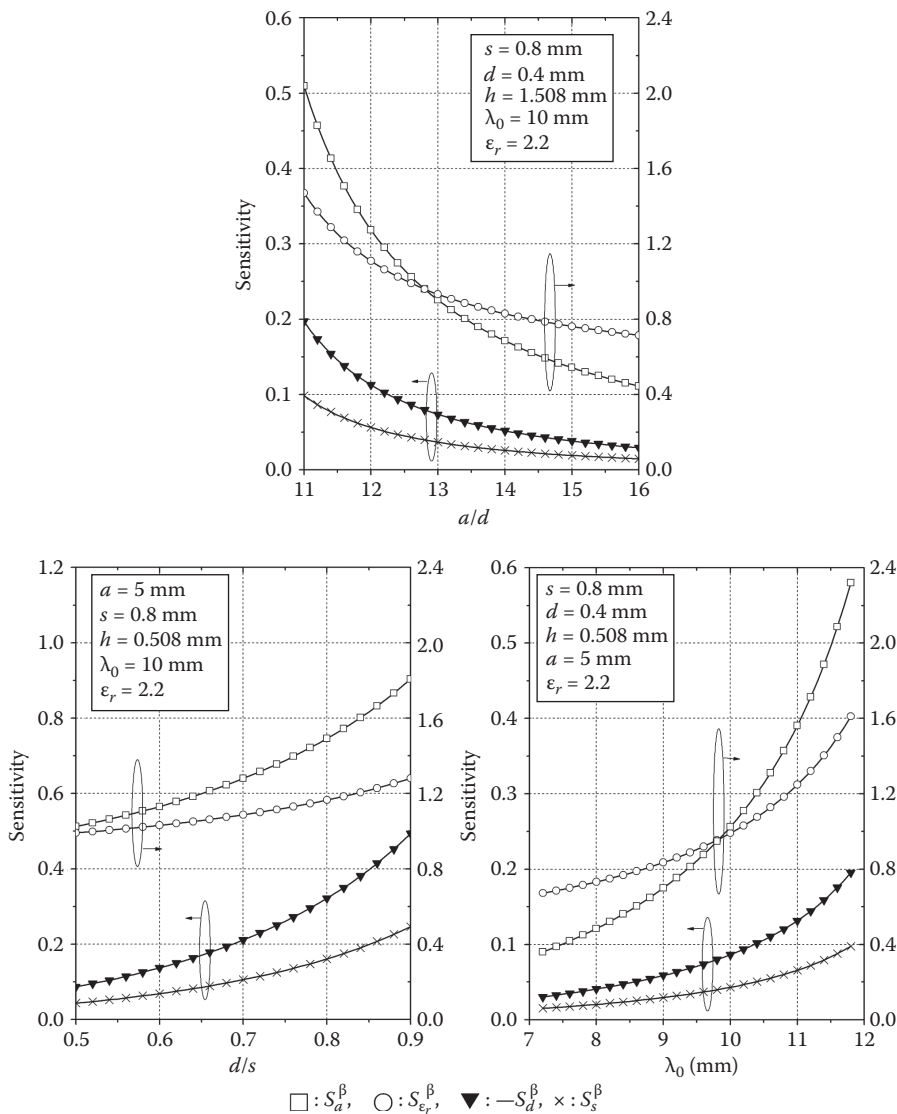 0.6
0.5
0.4
0.3
0.2
0.1
0.0
Sensitivity
s = 0.8 mm
d = 0.4 mm
h = 1.508 mm
λ0 = 10 mm
εr = 2.2
2.4
2.0
1.6
1.2
0.8
0.4
0.0
11 12 13 14 15 16
a/d
1.2
1.0
0.8
0.6
0.4
0.2
0.0
Sensitivity
a = 5 mm
s = 0.8 mm
h = 0.508 mm
λ0 = 10 mm
εr = 2.2
2.4
2.0
1.6
1.2
0.8
0.4
0.0
0.5 0.6 0.7 0.8 0.9
d/s
0.6
0.5
0.4
0.3
0.2
0.1
0.0
Sensitivity
s = 0.8 mm
d = 0.4 mm
h = 0.508 mm
a = 5 mm
εr = 2.2
2.4
2.0
1.6
1.2
0.8
0.4
0.0
7 8 9 10 11 12
λ0 (mm)
□ : S_a^β, ○ : S_εr^β ▼ : —S_d^β, × : S_s^β